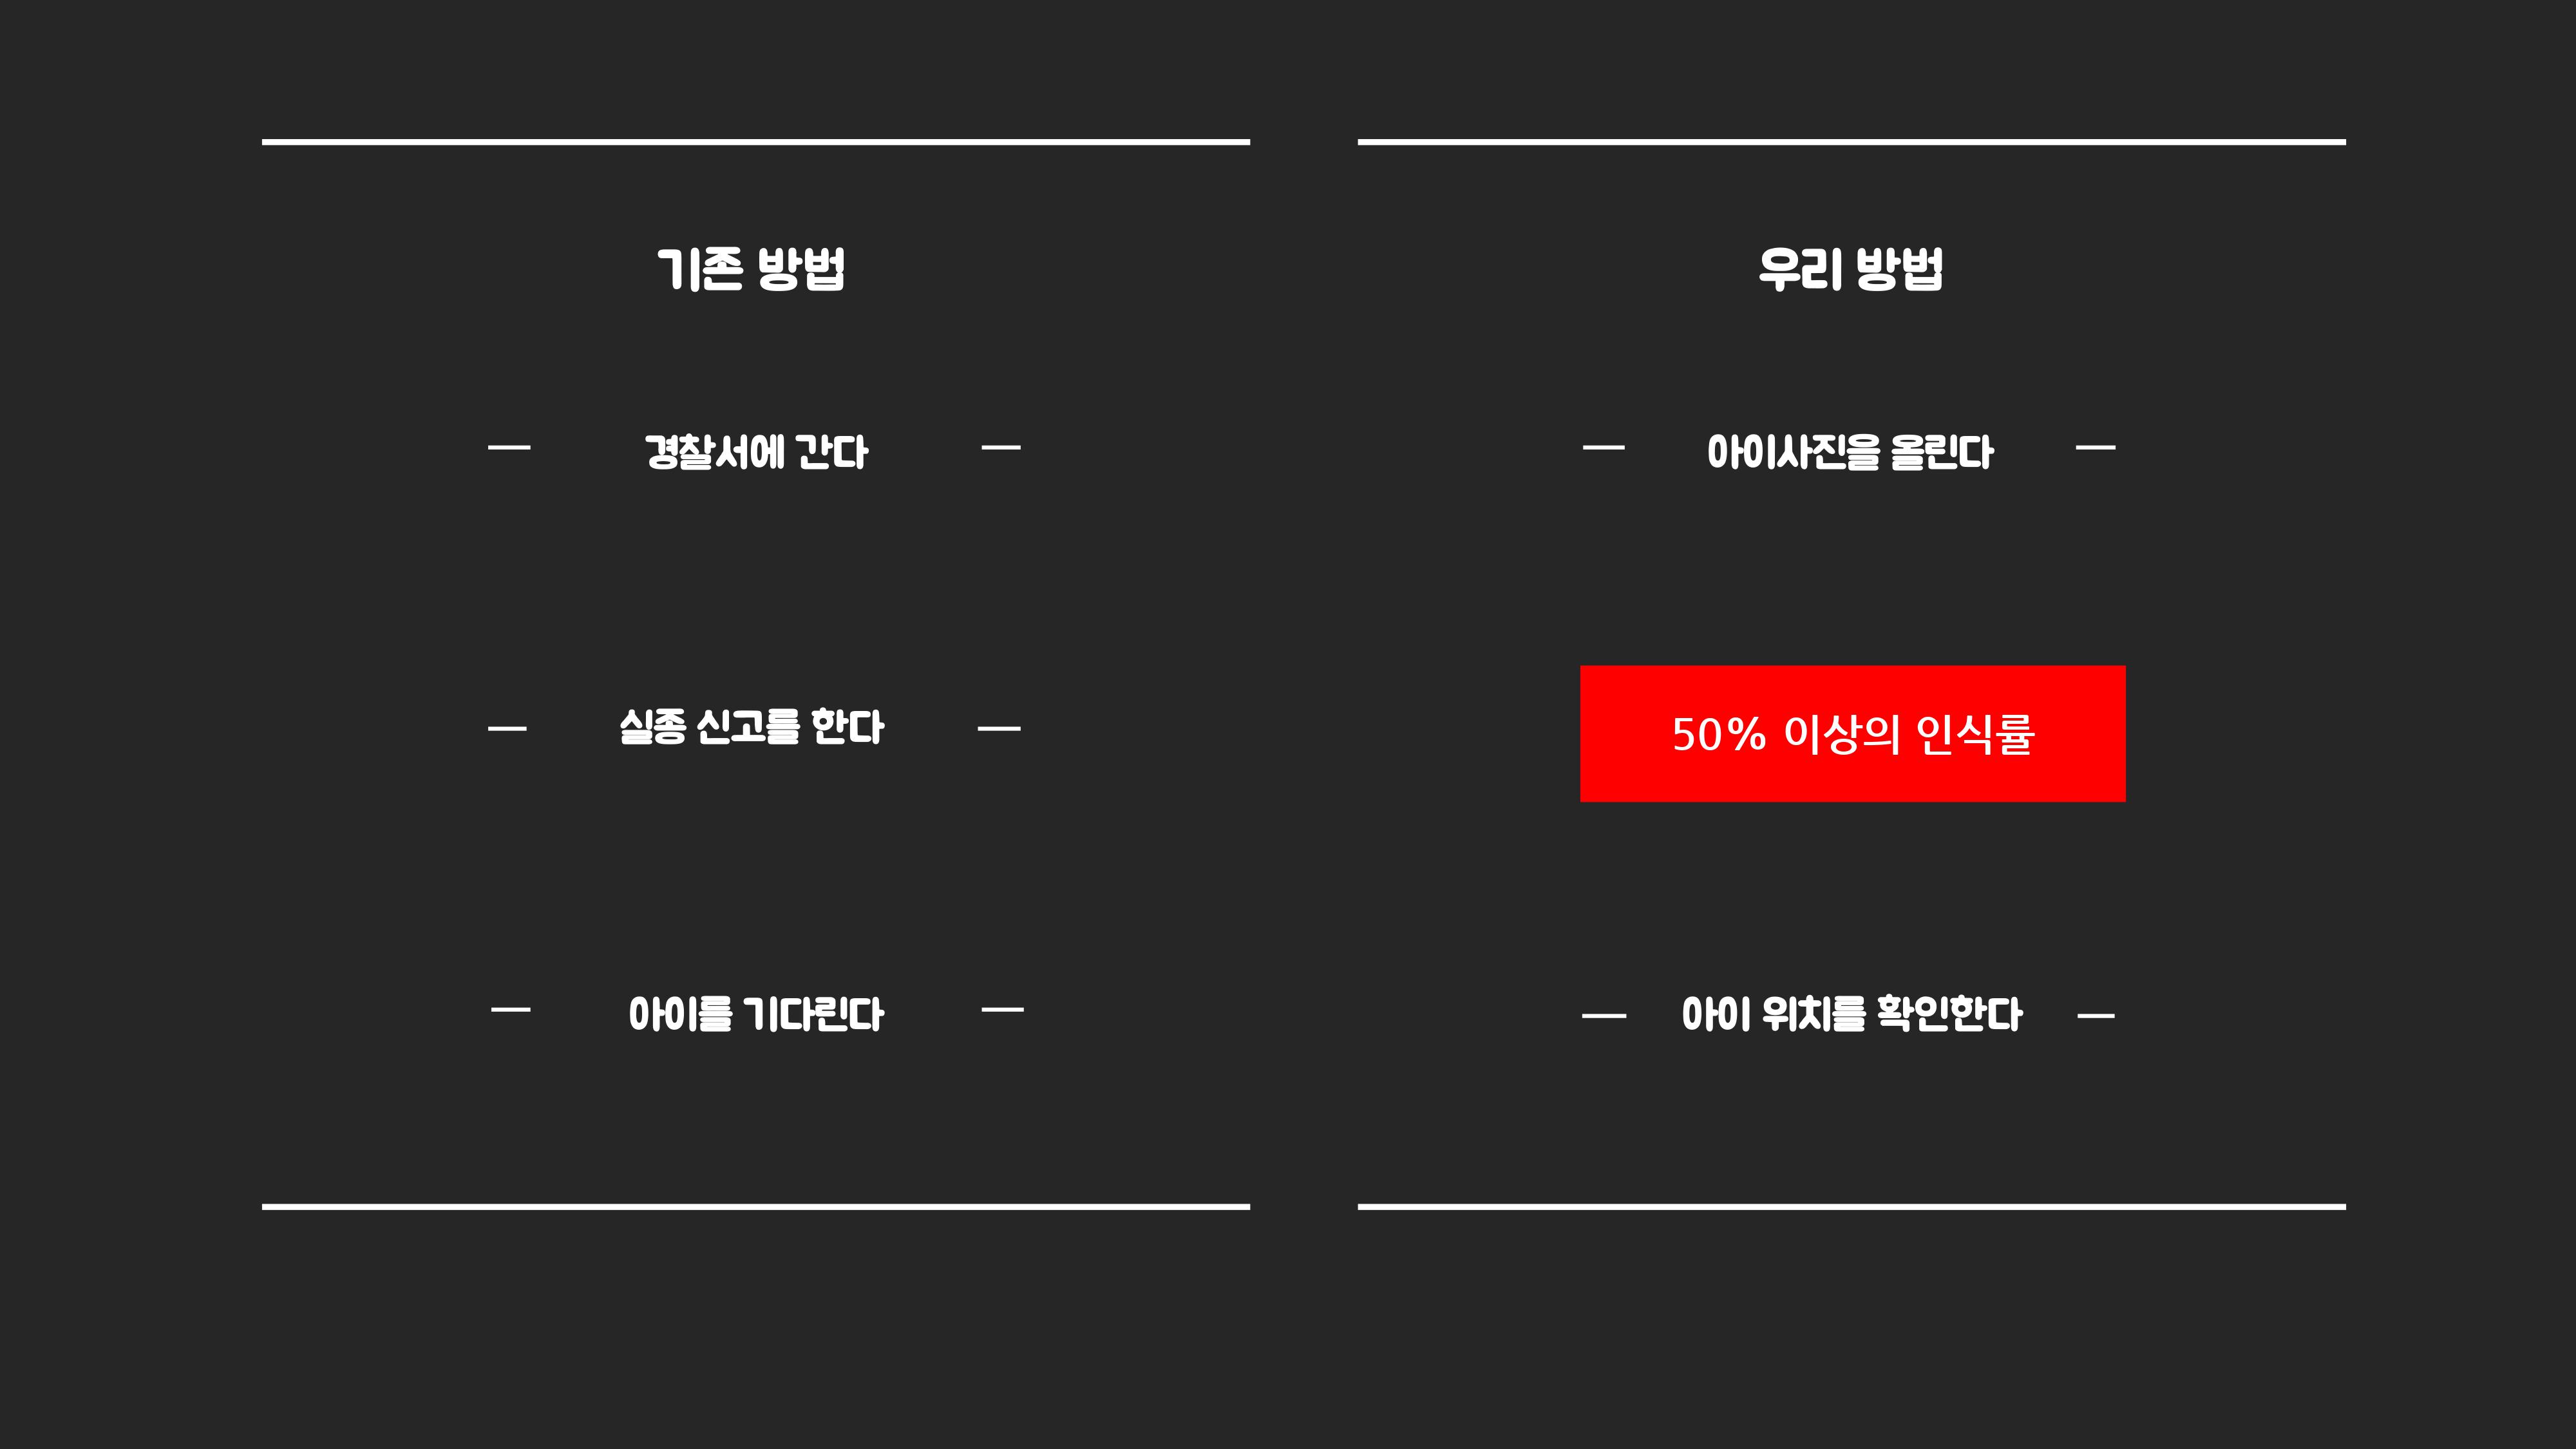 기존 방법
경찰서에 간다
실종 신고를 한다
아이를 기다린다
우리 방법
아이사진을 올린다
50% 이상의 인식률
아이 위치를 확인한다